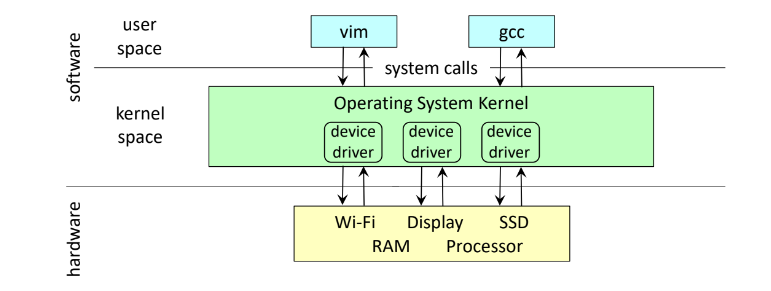 software
user
space
vim
gcc
system calls
kernel
space
Operating System Kernel
device
driver
device
driver
device
driver
hardware
Wi-Fi Display SSD
RAM Processor